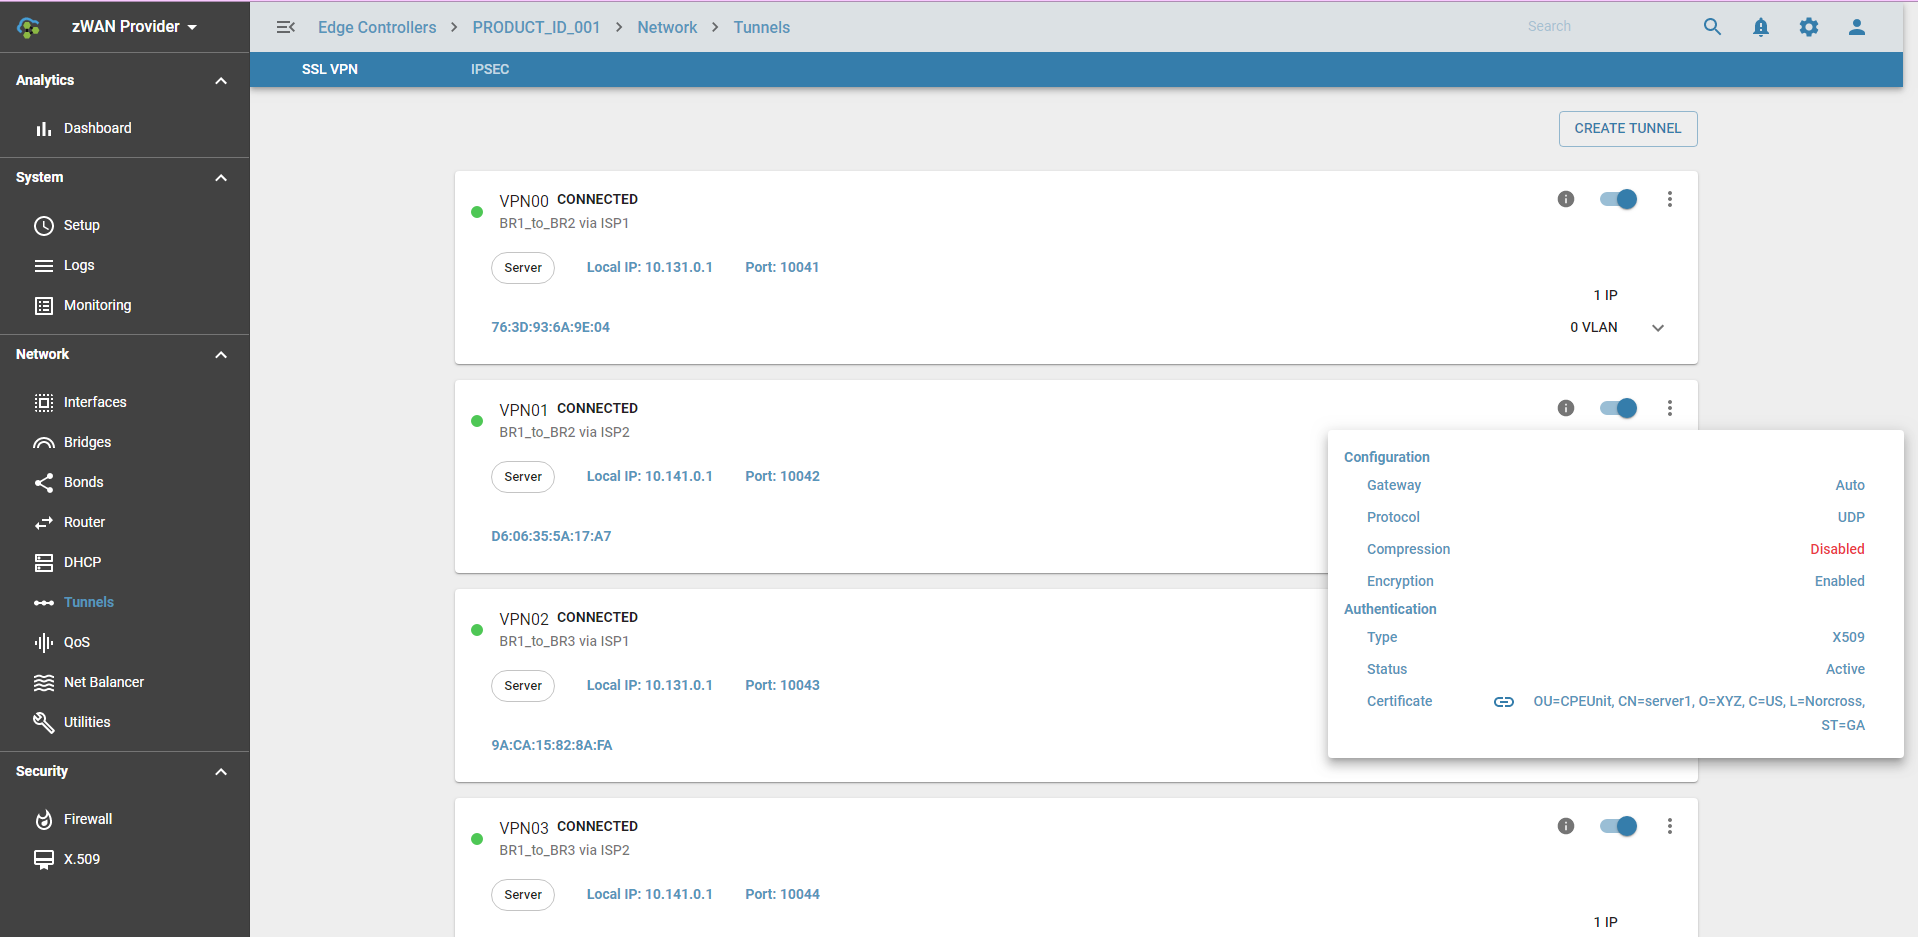 zWAN Provider
Edge Controllers > PRODUCT_ID_001 > Network > Tunnels
Search
SSL VPN
IPSEC
Analytics
Dashboard
System
Setup
Logs
Monitoring
Network
Interfaces
Bridges
Bonds
Router
DHCP
Tunnels
QoS
Net Balancer
Utilities
Security
Firewall
X.509
CREATE TUNNEL
VPN00 CONNECTED
BR1_to_BR2 via ISP1
Server Local IP: 10.131.0.1 Port: 10041
1 IP
76:3D:93:6A:9E:04
0 VLAN
VPN01 CONNECTED
BR1_to_BR2 via ISP2
Server Local IP: 10.141.0.1 Port: 10042
D6:06:35:5A:17:A7
VPN02 CONNECTED
BR1_to_BR3 via ISP1
Server Local IP: 10.131.0.1 Port: 10043
9A:CA:15:82:8A:FA
Configuration
Gateway Auto
Protocol UDP
Compression Disabled
Encryption Enabled
Authentication
Type X509
Status Active
Certificate OU=CPEUnit, CN=server1, O=XYZ, C=US, L=Norcross,
ST=GA
VPN03 CONNECTED
BR1_to_BR3 via ISP2
Server Local IP: 10.141.0.1 Port: 10044
1 IP